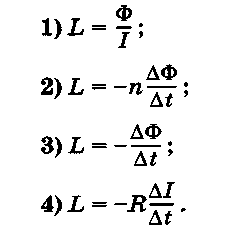 1) L = Φ/I ;
2) L = −n ΔΦ/Δt ;
3) L = − ΔΦ/Δt ;
4) L = −R ΔI/Δt .